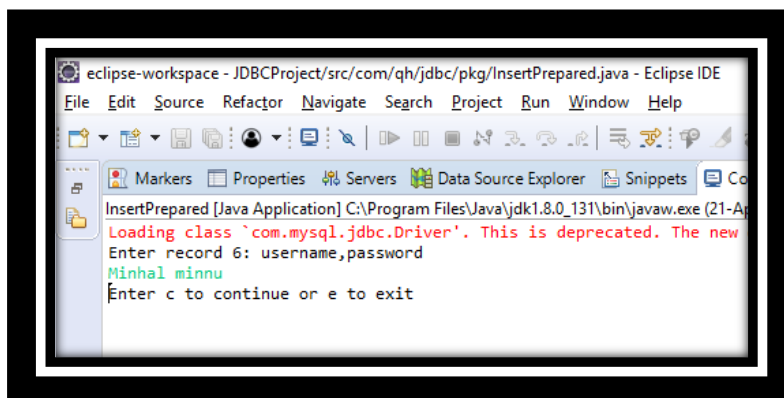 eclipse-workspace - JDBCProject/src/com/qh/jdbc/pkg/InsertPrepared.java - Eclipse IDE
File Edit Source Refactor Navigate Search Project Run Window Help
Markers Properties Servers Data Source Explorer Snippets Co
InsertPrepared [Java Application] C:\Program Files\Java\jdk1.8.0_131\bin\javaw.exe (21-Ap
Loading class `com.mysql.jdbc.Driver'. This is deprecated. The new
Enter record 6: username,password
Minhal minnu
Enter c to continue or e to exit